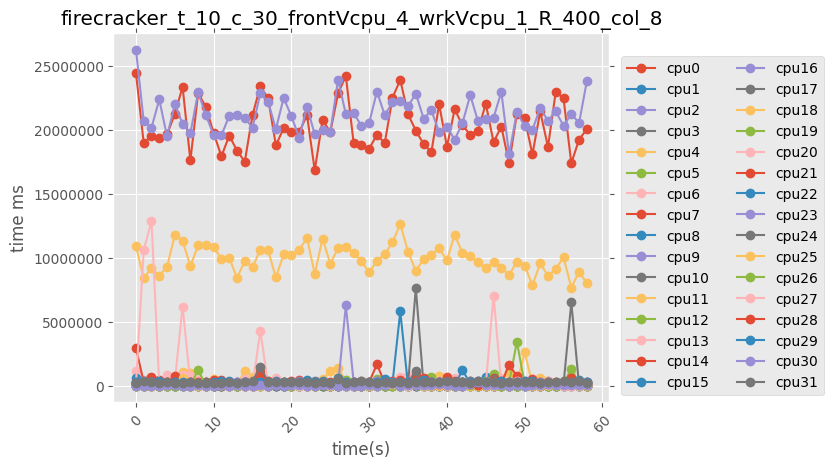 firecracker_t_10_c_30_frontVcpu_4_wrkVcpu_1_R_400_col_8
time ms
25000000
20000000
15000000
10000000
5000000
0
0
10
20
30
40
50
60
time(s)
cpu0
cpu1
cpu2
cpu3
cpu4
cpu5
cpu6
cpu7
cpu8
cpu9
cpu10
cpu11
cpu12
cpu13
cpu14
cpu15
cpu16
cpu17
cpu18
cpu19
cpu20
cpu21
cpu22
cpu23
cpu24
cpu25
cpu26
cpu27
cpu28
cpu29
cpu30
cpu31